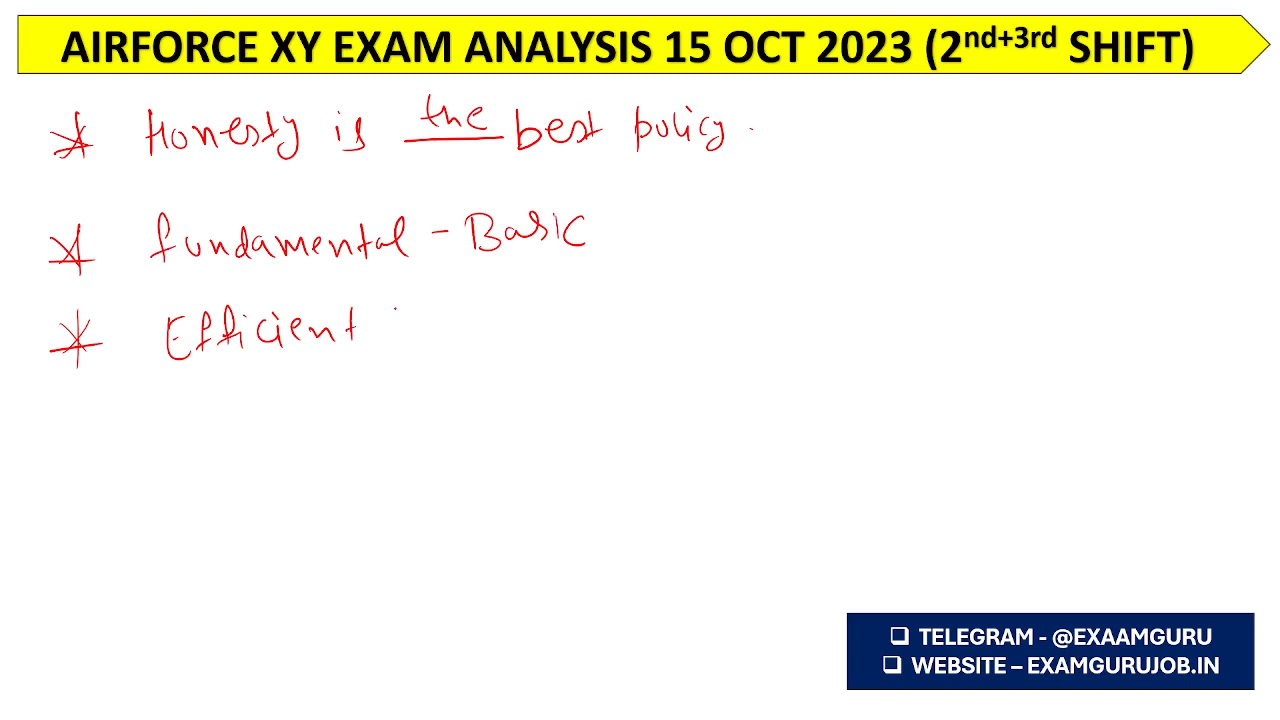 AIRFORCE XY EXAM ANALYSIS 15 OCT 2023 (2nd+3rd SHIFT)
Honesty is the best policy.
fundamental - Basic
Efficient
TELEGRAM - @EXAAMGURU
WEBSITE – EXAMGURUJOB.IN